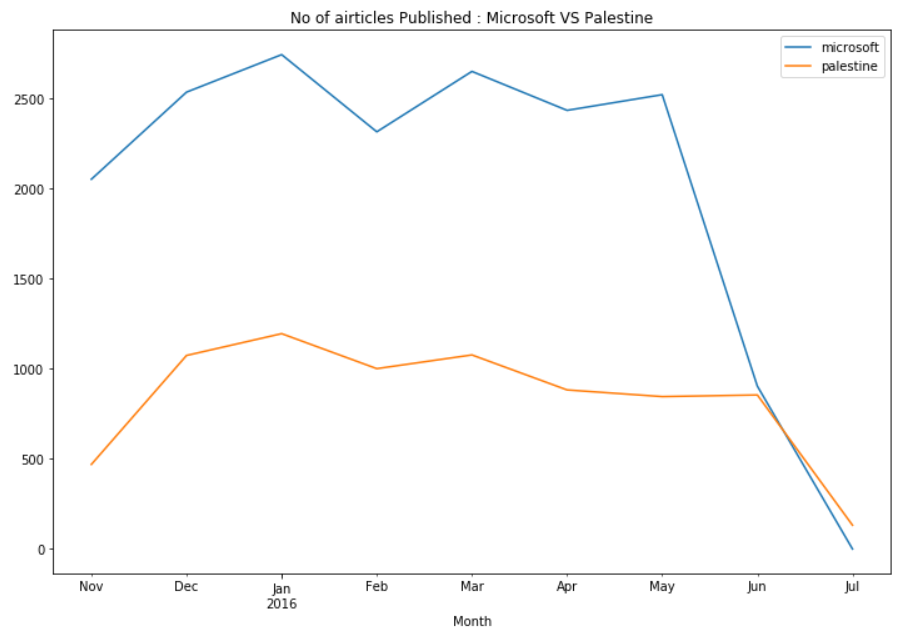 No of airticles Published : Microsoft VS Palestine
microsoft
palestine
2500
2000
1500
1000
500
0
Nov Dec Jan Feb Mar Apr May Jun Jul
2016
Month